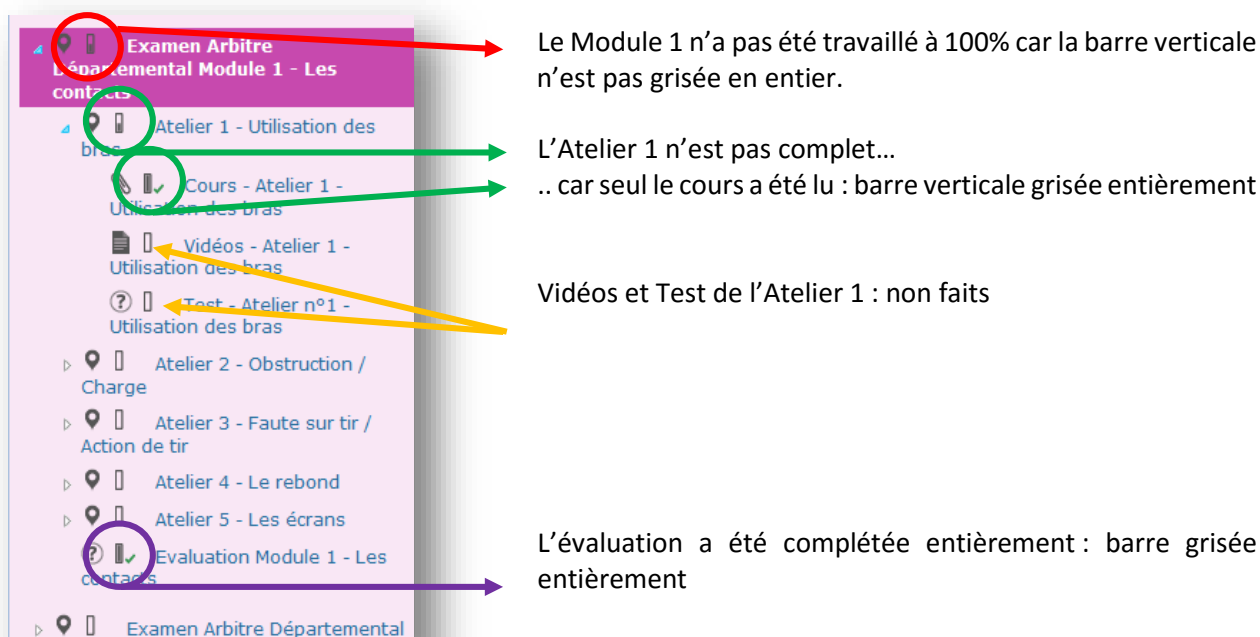 Examen Arbitre
Départemental Module 1 - Les
contacts
Atelier 1 - Utilisation des
bras
Cours - Atelier 1 -
Utilisation des bras
Vidéos - Atelier 1 -
Utilisation des bras
Test - Atelier n°1 -
Utilisation des bras
Atelier 2 - Obstruction /
Charge
Atelier 3 - Faute sur tir /
Action de tir
Atelier 4 - Le rebond
Atelier 5 - Les écrans
Evaluation Module 1 - Les
contacts
Examen Arbitre Départemental
Le Module 1 n’a pas été travaillé à 100% car la barre verticale
n’est pas grisée en entier.
L’Atelier 1 n’est pas complet…
.. car seul le cours a été lu : barre verticale grisée entièrement
Vidéos et Test de l’Atelier 1 : non faits
L’évaluation a été complétée entièrement : barre grisée
entièrement